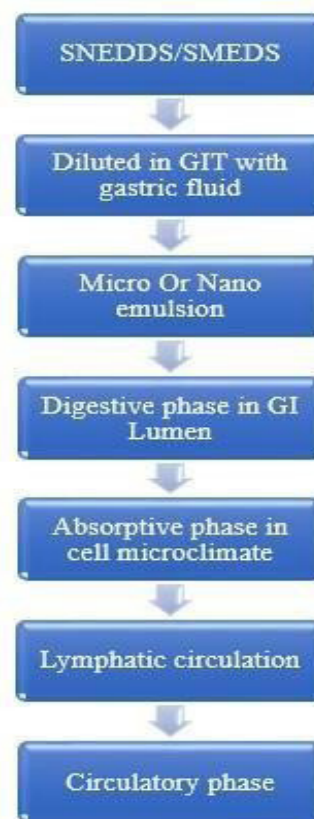 SNEDDS/SMEDS
Diluted in GIT with
gastric fluid
Micro Or Nano
emulsion
Digestive phase in GI
Lumen
Absorptive phase in
cell microclimate
Lymphatic circulation
Circulatory phase